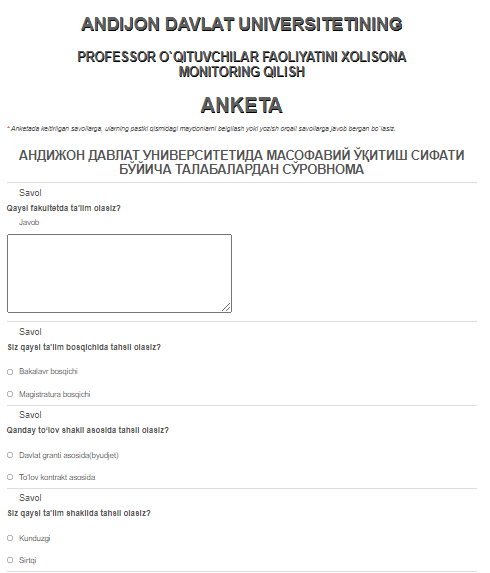 ANDIJON DAVLAT UNIVERSITETINING
PROFESSOR O`QITUVCHILAR FAOLIYATINI XOLISONA
MONITORING QILISH
ANKETA
* Anketada keltirilgan savollarga, ularning pastki qismidagi maydonlarni belgilash yoki yozish orqali savollarga javob bergan bo`lasiz.
АНДИЖОН ДАВЛАТ УНИВЕРСИТЕТИДА МАСОФАВИЙ ЎҚИТИШ СИФАТИ
БЎЙИЧА ТАЛАБАЛАРДАН СЎРОВНОМА
Savol
Qaysi fakultetda ta'lim olasiz?
Javob
Savol
Siz qaysi ta'lim bosqichida tahsil olasiz?
Bakalavr bosqichi
Magistratura bosqichi
Savol
Qanday to'lov shakli asosida tahsil olasiz?
Davlat granti asosida(byudjet)
To'lov kontrakt asosida
Savol
Siz qaysi ta'lim shaklida tahsil olasiz?
Kunduzgi
Sirtqi